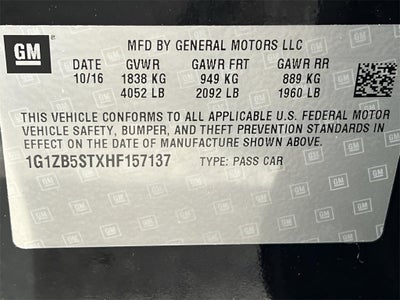 GM
MFD BY GENERAL MOTORS LLC
DATE GVWR GAWR FRT GAWR RR
10/16 1838 KG 949 KG 889 KG
4052 LB 2092 LB 1960 LB
THIS VEHICLE CONFORMS TO ALL APPLICABLE U.S. FEDERAL MOTOR
VEHICLE SAFETY, BUMPER, AND THEFT PREVENTION STANDARDS IN
EFFECT ON THE DATE OF MANUFACTURE SHOWN ABOVE.
1G1ZB5STXHF157137 TYPE: PASS CAR